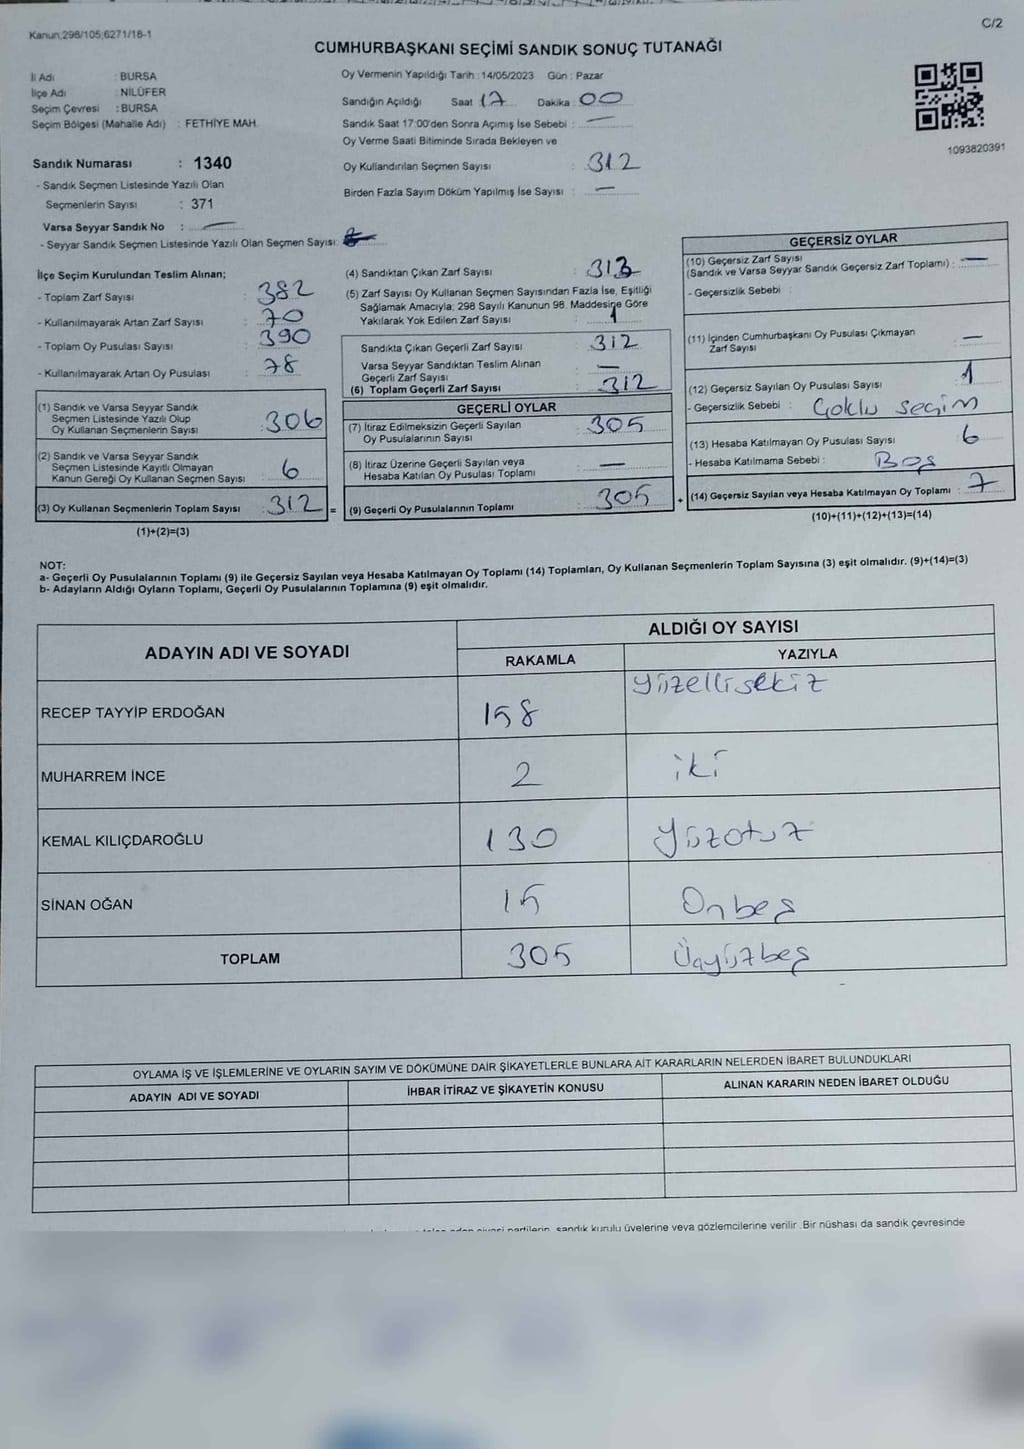 C/2
Kanun,298/105;6271/18-1
CUMHURBAŞKANI SEÇİMİ SANDIK SONUÇ TUTANAĞI
İl Adı : BURSA
İlçe Adı : NİLÜFER
Seçim Çevresi : BURSA
Seçim Bölgesi (Mahalle Adı) : FETHİYE MAH.
Sandık Numarası : 1340
- Sandık Seçmen Listesinde Yazılı Olan
Seçmenlerin Sayısı : 371
Varsa Seyyar Sandık No : —
- Seyyar Sandık Seçmen Listesinde Yazılı Olan Seçmen Sayısı:
Oy Vermenin Yapıldığı Tarih : 14/05/2023 Gün : Pazar
Sandığın Açıldığı Saat 17 Dakika : 00
Sandık Saat 17:00'den Sonra Açımış İse Sebebi : —
Oy Verme Saati Bitiminde Sırada Bekleyen ve
Oy Kullandırılan Seçmen Sayısı : 312
Birden Fazla Sayım Döküm Yapılmış İse Sayısı : —
1093820391
İlçe Seçim Kurulundan Teslim Alınan;
- Toplam Zarf Sayısı : 382
- Kullanılmayarak Artan Zarf Sayısı : 70
- Toplam Oy Pusulası Sayısı : 390
- Kullanılmayarak Artan Oy Pusulası : 78
(1) Sandık ve Varsa Seyyar Sandık
Seçmen Listesinde Yazılı Olup
Oy Kullanan Seçmenlerin Sayısı : 306
(2) Sandık ve Varsa Seyyar Sandık
Seçmen Listesinde Kayıtlı Olmayan
Kanun Gereği Oy Kullanan Seçmen Sayısı : 6
(3) Oy Kullanan Seçmenlerin Toplam Sayısı : 312 =
(1)+(2)=(3)
(4) Sandıktan Çıkan Zarf Sayısı : 313
(5) Zarf Sayısı Oy Kullanan Seçmen Sayısından Fazla İse, Eşitliği
Sağlamak Amacıyla; 298 Sayılı Kanunun 98. Maddesine Göre
Yakılarak Yok Edilen Zarf Sayısı : 1
Sandıkta Çıkan Geçerli Zarf Sayısı : 312
Varsa Seyyar Sandıktan Teslim Alınan
Geçerli Zarf Sayısı : —
(6) Toplam Geçerli Zarf Sayısı : 312
GEÇERLİ OYLAR
(7) İtiraz Edilmeksizin Geçerli Sayılan
Oy Pusulalarının Sayısı : 305
(8) İtiraz Üzerine Geçerli Sayılan veya
Hesaba Katılan Oy Pusulası Toplamı : —
(9) Geçerli Oy Pusulalarının Toplamı : 305 +
GEÇERSİZ OYLAR
(10) Geçersiz Zarf Sayısı
(Sandık ve Varsa Seyyar Sandık Geçersiz Zarf Toplamı) : —
- Geçersizlik Sebebi :
(11) İçinden Cumhurbaşkanı Oy Pusulası Çıkmayan
Zarf Sayısı : —
(12) Geçersiz Sayılan Oy Pusulası Sayısı : 1
- Geçersizlik Sebebi : Çoklu seçim
(13) Hesaba Katılmayan Oy Pusulası Sayısı : 6
- Hesaba Katılmama Sebebi : Boş
(14) Geçersiz Sayılan veya Hesaba Katılmayan Oy Toplamı : 7
(10)+(11)+(12)+(13)=(14)
NOT:
a- Geçerli Oy Pusulalarının Toplamı (9) ile Geçersiz Sayılan veya Hesaba Katılmayan Oy Toplamı (14) Toplamları, Oy Kullanan Seçmenlerin Toplam Sayısına (3) eşit olmalıdır. (9)+(14)=(3)
b- Adayların Aldığı Oyların Toplamı, Geçerli Oy Pusulalarının Toplamına (9) eşit olmalıdır.
ADAYIN ADI VE SOYADI ALDIĞI OY SAYISI
RAKAMLA YAZIYLA
RECEP TAYYİP ERDOĞAN 158 Yüzellisekiz
MUHARREM İNCE 2 iki
KEMAL KILIÇDAROĞLU 130 Yüzotuz
SİNAN OĞAN 15 Onbeş
TOPLAM 305 Üçyüzbeş
OYLAMA İŞ VE İŞLEMLERİNE VE OYLARIN SAYIM VE DÖKÜMÜNE DAİR ŞİKAYETLERLE BUNLARA AİT KARARLARIN NELERDEN İBARET BULUNDUKLARI
ADAYIN ADI VE SOYADI İHBAR İTİRAZ VE ŞİKAYETİN KONUSU ALINAN KARARIN NEDEN İBARET OLDUĞU
siyasi partilerin, sandık kurulu üyelerine veya gözlemcilerine verilir .Bir nüshası da sandık çevresinde